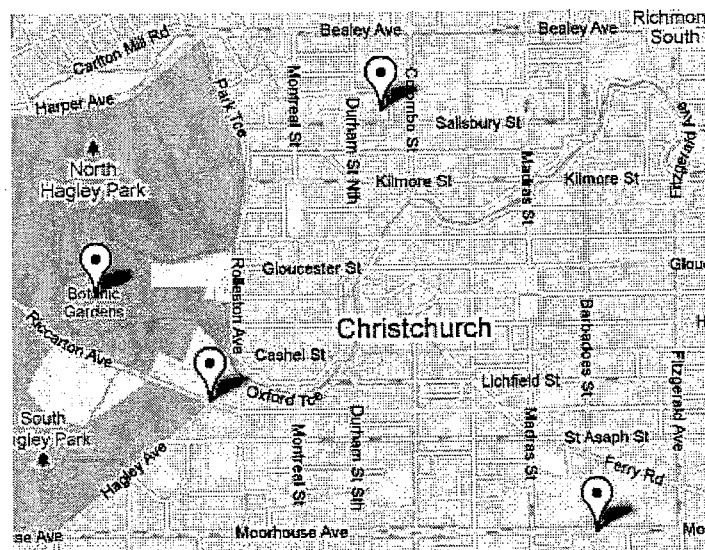 Bealey Ave
Bealey Ave
Richmon
South
Carlton Mill Rd
Harper Ave
Park Tce
Montreal St
Durham St Nth
Colombo St
Salisbury St
Fitzgerald Ave
North
Hagley Park
Kilmore St
Madras St
Kilmore St
Rolleston Ave
Gloucester St
Glou
Botanic
Gardens
Riccarton Ave
Christchurch
Barbadoes St
H
Cashel St
Oxford Tce
Lichfield St
Fitzgerald Ave
South
gley Park
Hagley Ave
Montreal St
Durham St Sth
Madras St
St Asaph St
Ferry Rd
se Ave
Moorhouse Ave
Mo